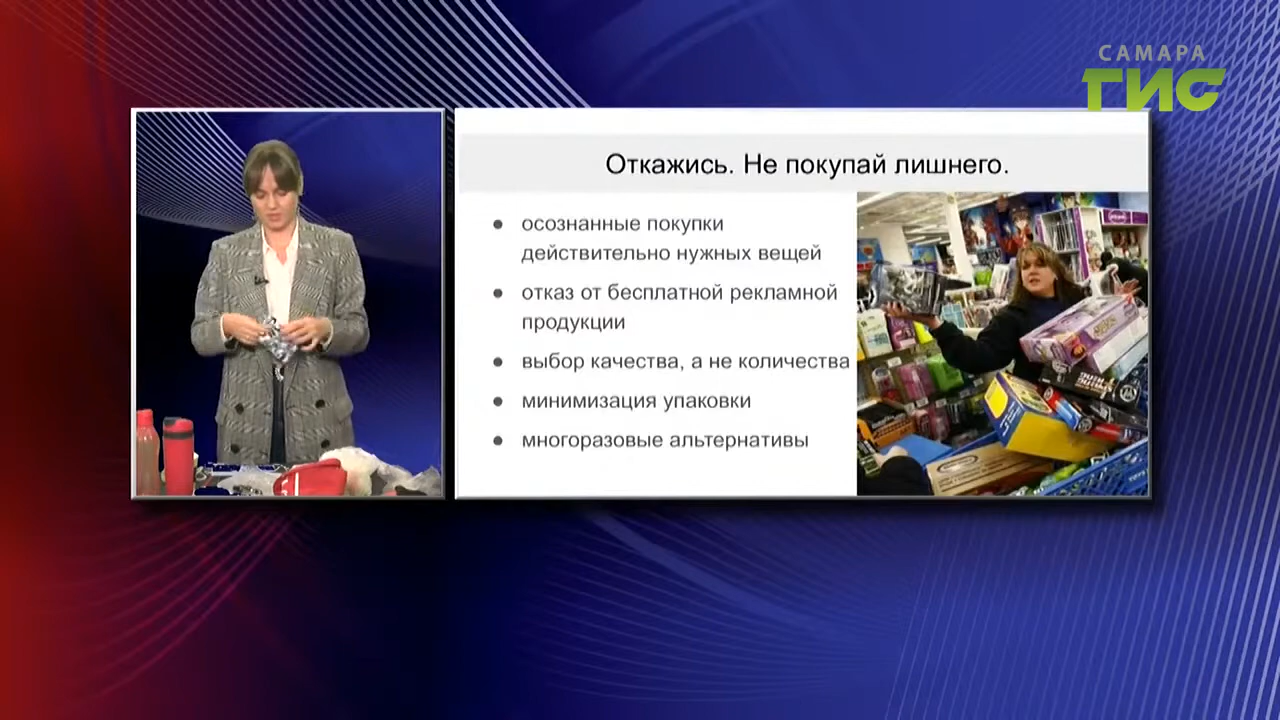 САМАРА
ГИС
Откажись. Не покупай лишнего.
● осознанные покупки
действительно нужных вещей
● отказ от бесплатной рекламной
продукции
● выбор качества, а не количества
● минимизация упаковки
● многоразовые альтернативы